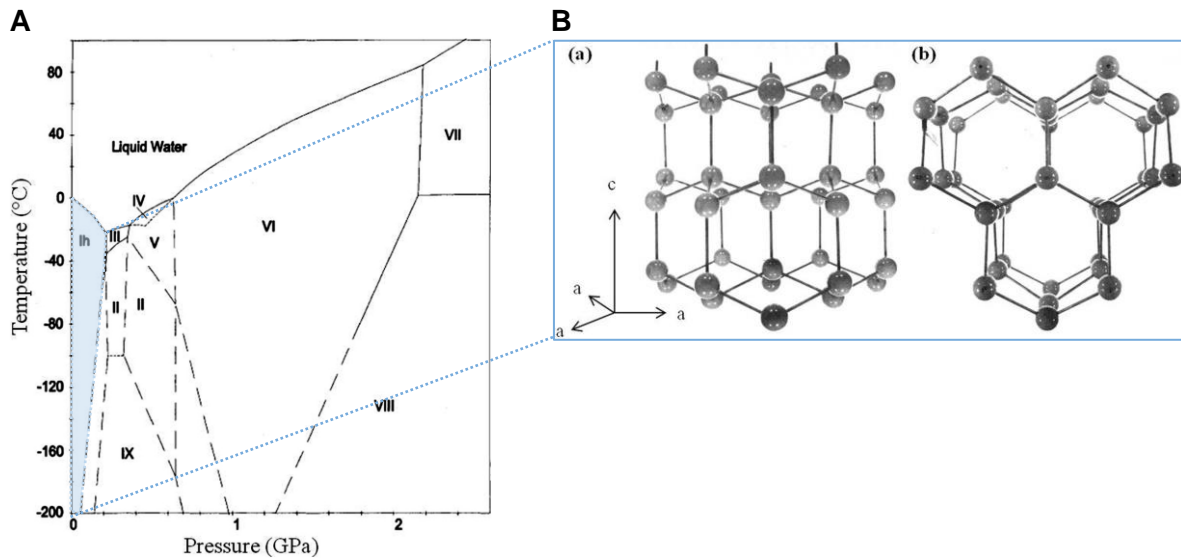 A
B
80
40
0
-40
-80
-120
-160
-200
Temperature (°C)
0
1
2
Pressure (GPa)
Liquid Water
Ih
III
IV
V
II
II
IX
VI
VII
VIII
(a)
(b)
c
a
a
a